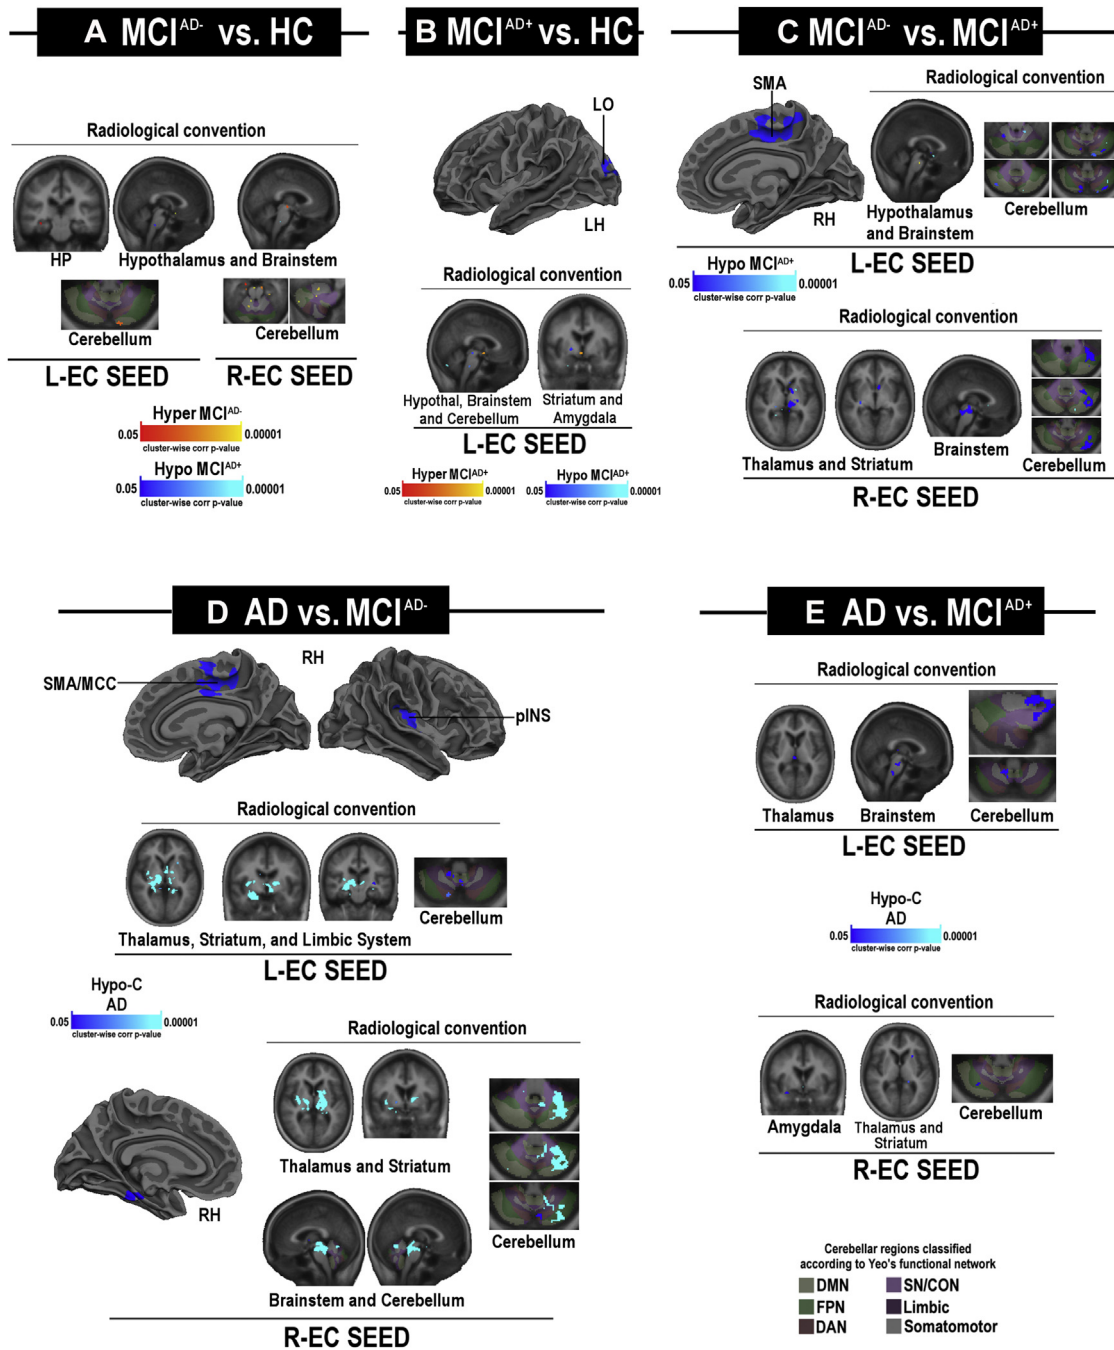 A MCI^AD- vs. HC
Radiological convention
HP
Hypothalamus and Brainstem
Cerebellum
Cerebellum
L-EC SEED
R-EC SEED
Hyper MCI^AD-
0.05
0.00001
cluster-wise corr p-value
Hypo MCI^AD+
0.05
0.00001
cluster-wise corr p-value
B MCI^AD+ vs. HC
LO
LH
Radiological convention
Hypothal, Brainstem
and Cerebellum
Striatum and
Amygdala
L-EC SEED
Hyper MCI^AD+
0.05
0.00001
cluster-wise corr p-value
Hypo MCI^AD+
0.05
0.00001
cluster-wise corr p-value
C MCI^AD- vs. MCI^AD+
SMA
Radiological convention
RH
Hypothalamus
and Brainstem
Cerebellum
L-EC SEED
Hypo MCI^AD+
0.05
0.00001
cluster-wise corr p-value
Radiological convention
Thalamus and Striatum
Brainstem
Cerebellum
R-EC SEED
D AD vs. MCI^AD-
RH
SMA/MCC
pINS
Radiological convention
Cerebellum
Thalamus, Striatum, and Limbic System
L-EC SEED
Hypo-C
AD
0.05
0.00001
cluster-wise corr p-value
Radiological convention
Thalamus and Striatum
RH
Cerebellum
Brainstem and Cerebellum
R-EC SEED
E AD vs. MCI^AD+
Radiological convention
Thalamus
Brainstem
Cerebellum
L-EC SEED
Hypo-C
AD
0.05
0.00001
cluster-wise corr p-value
Radiological convention
Amygdala
Thalamus and
Striatum
Cerebellum
R-EC SEED
Cerebellar regions classified
according to Yeo's functional network
DMN
SN/CON
FPN
Limbic
DAN
Somatomotor